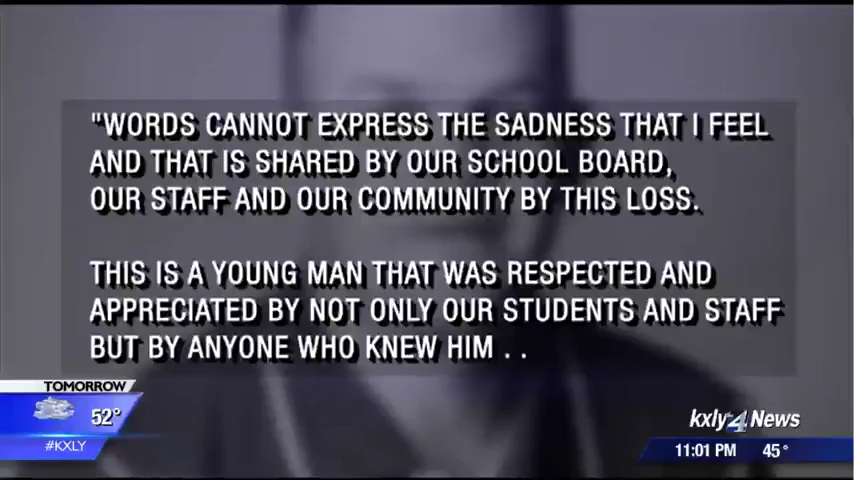 "WORDS CANNOT EXPRESS THE SADNESS THAT I FEEL
AND THAT IS SHARED BY OUR SCHOOL BOARD,
OUR STAFF AND OUR COMMUNITY BY THIS LOSS.
THIS IS A YOUNG MAN THAT WAS RESPECTED AND
APPRECIATED BY NOT ONLY OUR STUDENTS AND STAFF
BUT BY ANYONE WHO KNEW HIM . .
TOMORROW
52°
#KXLY
kxly4 News
11:01 PM 45°